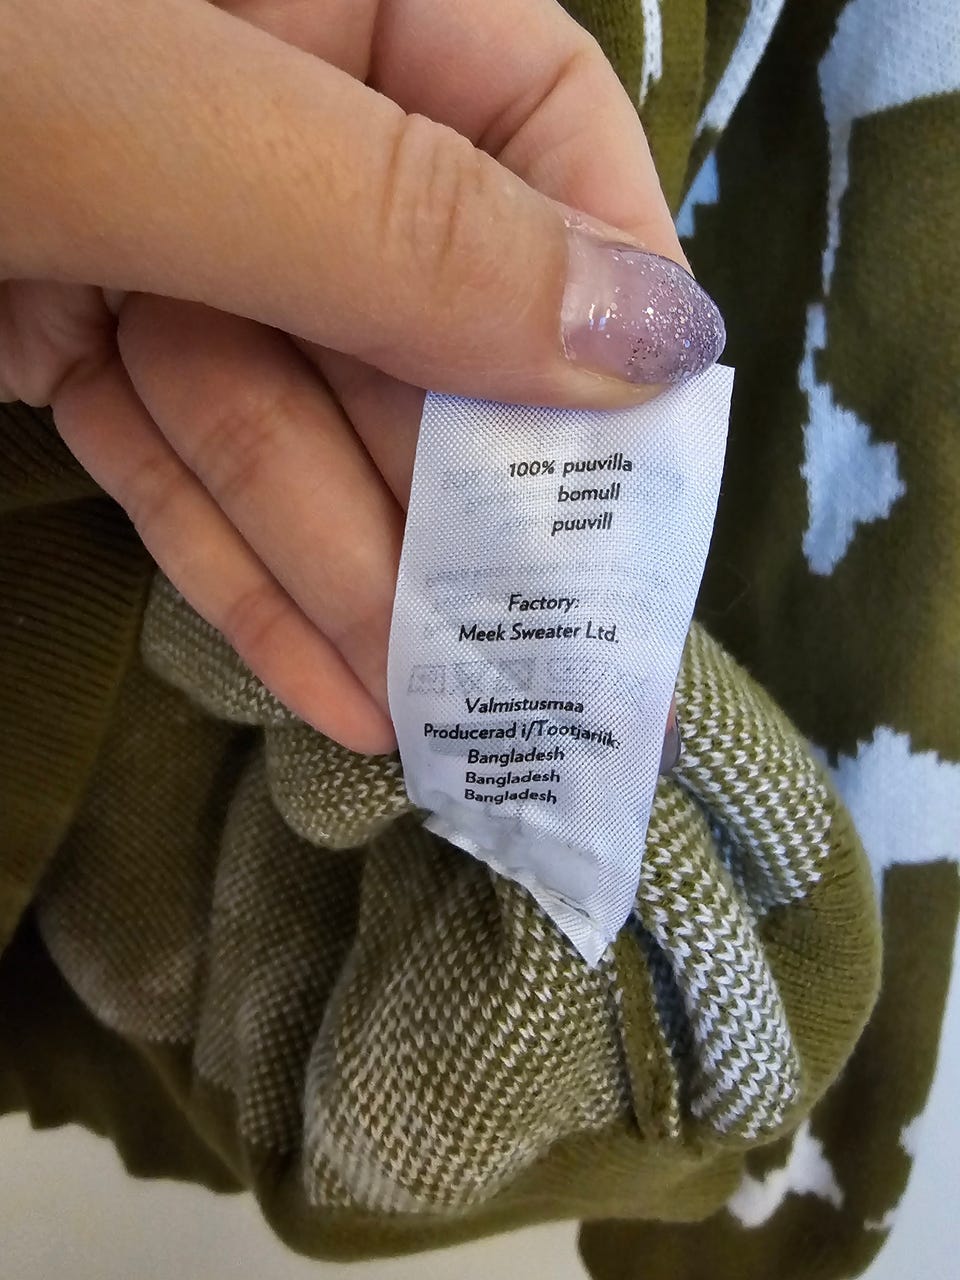 100% puuvilla
bomull
puuvill
Factory:
Meek Sweater Ltd.
Valmistusmaa
Producerad i/Tootjariik:
Bangladesh
Bangladesh
Bangladesh